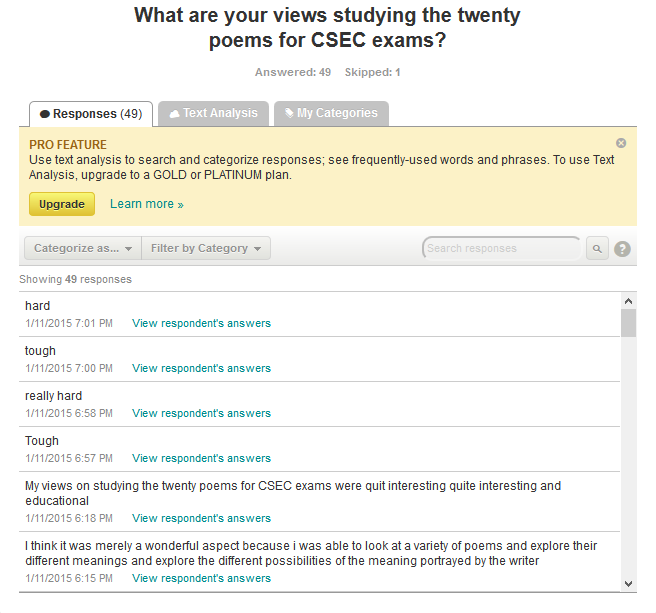 What are your views studying the twenty
poems for CSEC exams?
Answered: 49 Skipped: 1
Responses (49) Text Analysis My Categories
PRO FEATURE
Use text analysis to search and categorize responses; see frequently-used words and phrases. To use Text
Analysis, upgrade to a GOLD or PLATINUM plan.
Upgrade Learn more »
Categorize as... Filter by Category Search responses ?
Showing 49 responses
hard
1/11/2015 7:01 PM View respondent's answers
tough
1/11/2015 7:00 PM View respondent's answers
really hard
1/11/2015 6:58 PM View respondent's answers
Tough
1/11/2015 6:57 PM View respondent's answers
My views on studying the twenty poems for CSEC exams were quit interesting quite interesting and
educational
1/11/2015 6:18 PM View respondent's answers
I think it was merely a wonderful aspect because i was able to look at a variety of poems and explore their
different meanings and explore the different possibilities of the meaning portrayed by the writer
1/11/2015 6:15 PM View respondent's answers